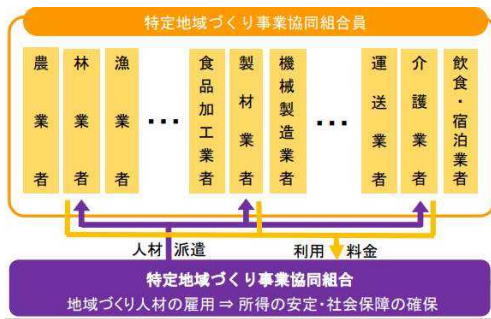 特定地域づくり事業協同組合員
農業者
林業者
漁業者
・・・
食品加工業者
製材業者
機械製造業者
・・・
運送業者
介護業者
飲食・宿泊業者
人材 派遣
利用 料金
特定地域づくり事業協同組合
地域づくり人材の雇用 ⇒ 所得の安定・社会保障の確保